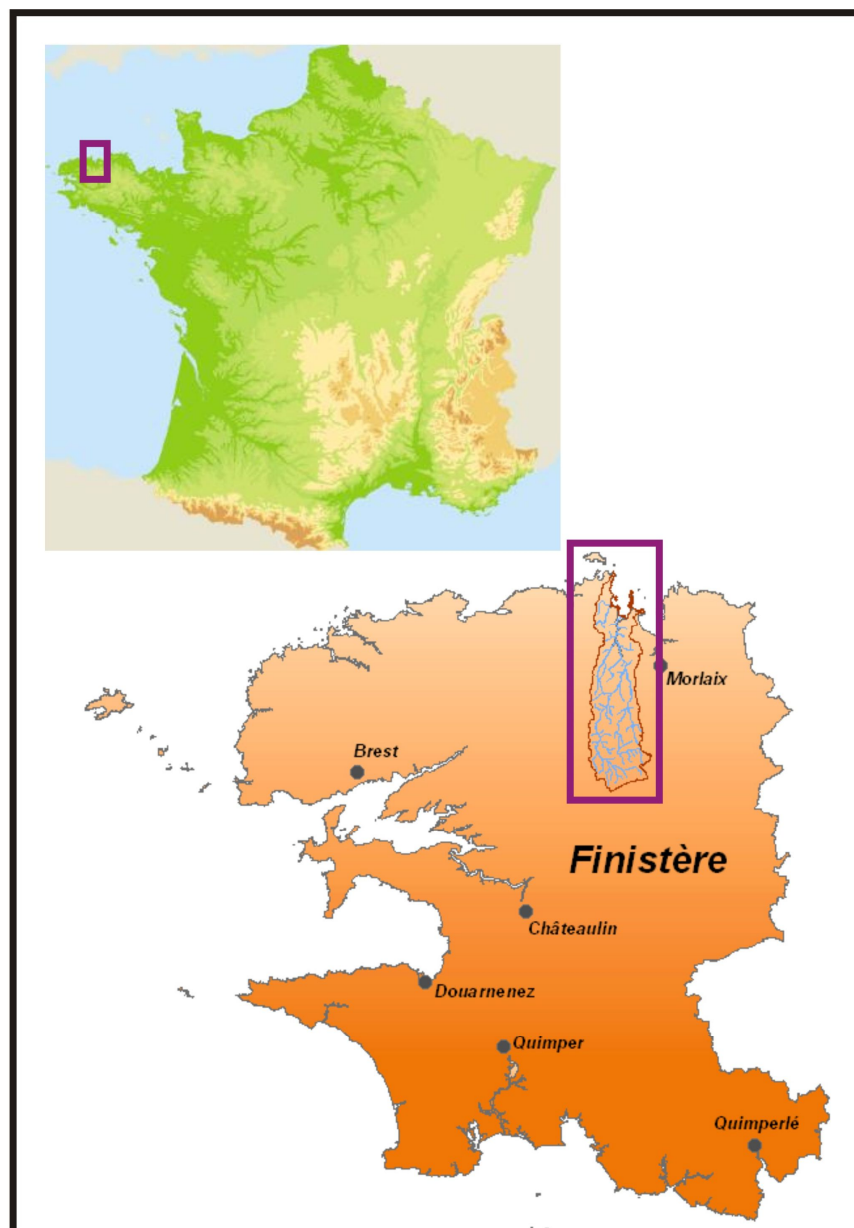 Morlaix
Brest
Finistère
Châteaulin
Douarnenez
Quimper
Quimperlé